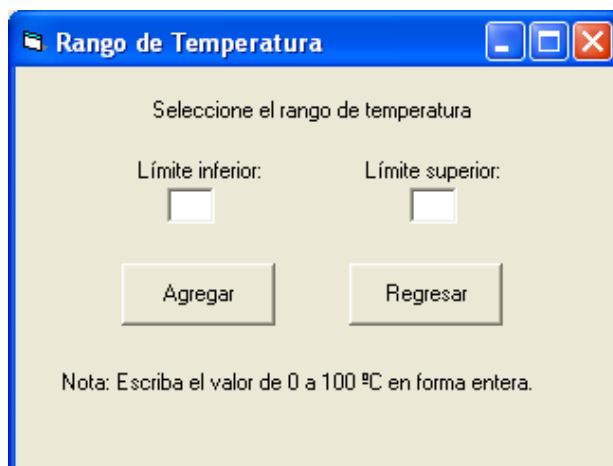 Rango de Temperatura
Seleccione el rango de temperatura
Límite inferior: Límite superior:
Agregar Regresar
Nota: Escriba el valor de 0 a 100 ºC en forma entera.